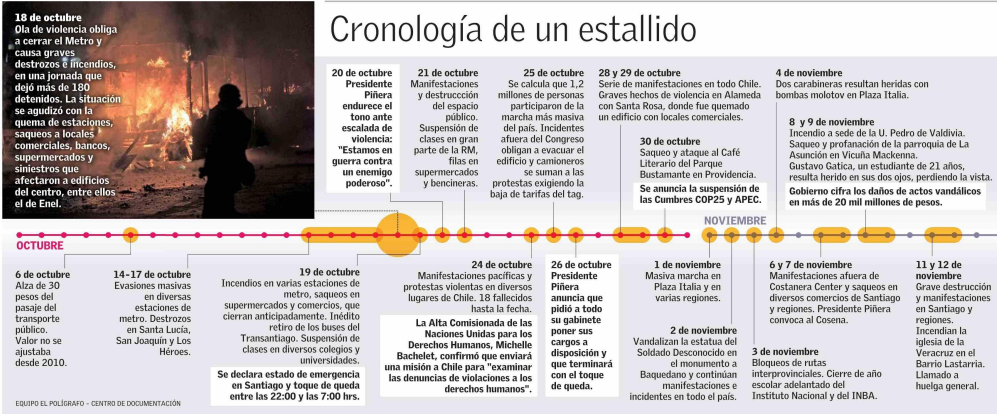 18 de octubre
Ola de violencia obliga
a cerrar el Metro y
causa graves
destrozos e incendios,
en una jornada que
dejó más de 180
detenidos. La situación
se agudizó con la
quema de estaciones,
saqueos a locales
comerciales, bancos,
supermercados y
siniestros que
afectaron a edificios
del centro, entre ellos
el de Enel.
Cronología de un estallido
20 de octubre
Presidente
Piñera
endurece el
tono ante
escalada de
violencia:
"Estamos en
guerra contra
un enemigo
poderoso".
21 de octubre
Manifestaciones
y destruccción
del espacio
público.
Suspensión de
clases en gran
parte de la RM,
filas en
supermercados
y bencineras.
25 de octubre
Se calcula que 1,2
millones de personas
participaron de la
marcha más masiva
del país. Incidentes
afuera del Congreso
obligan a evacuar el
edificio y camioneros
se suman a las
protestas exigiendo la
baja de tarifas del tag.
28 y 29 de octubre
Serie de manifestaciones en todo Chile.
Graves hechos de violencia en Alameda
con Santa Rosa, donde fue quemado
un edificio con locales comerciales.
30 de octubre
Saqueo y ataque al Café
Literario del Parque
Bustamante en Providencia.
Se anuncia la suspensión de
las Cumbres COP25 y APEC.
4 de noviembre
Dos carabineras resultan heridas con
bombas molotov en Plaza Italia.
8 y 9 de noviembre
Incendio a sede de la U. Pedro de Valdivia.
Saqueo y profanación de la parroquia de La
Asunción en Vicuña Mackenna.
Gustavo Gatica, un estudiante de 21 años,
resulta herido en sus dos ojos, perdiendo la vista.
Gobierno cifra los daños de actos vandálicos
en más de 20 mil millones de pesos.
OCTUBRE
NOVIEMBRE
6 de octubre
Alza de 30
pesos del
pasaje del
transporte
público.
Valor no se
ajustaba
desde 2010.
14-17 de octubre
Evasiones masivas
en diversas
estaciones de
metro. Destrozos
en Santa Lucía,
San Joaquín y Los
Héroes.
19 de octubre
Incendios en varias estaciones de
metro, saqueos en
supermercados y comercios, que
cierran anticipadamente. Inédito
retiro de los buses del
Transantiago. Suspensión de
clases en diversos colegios y
universidades.
Se declara estado de emergencia
en Santiago y toque de queda
entre las 22:00 y las 7:00 hrs.
24 de octubre
Manifestaciones pacíficas y
protestas violentas en diversos
lugares de Chile. 18 fallecidos
hasta la fecha.
La Alta Comisionada de las
Naciones Unidas para los
Derechos Humanos, Michelle
Bachelet, confirmó que enviará
una misión a Chile para "examinar
las denuncias de violaciones a los
derechos humanos".
26 de octubre
Presidente
Piñera
anuncia que
pidió a todo
su gabinete
poner sus
cargos a
disposición y
que terminará
con el toque
de queda.
1 de noviembre
Masiva marcha en
Plaza Italia y en
varias regiones.
2 de noviembre
Vandalizan la estatua del
Soldado Desconocido en
el monumento a
Baquedano y continúan
manifestaciones e
incidentes en todo el país.
6 y 7 de noviembre
Manifestaciones afuera de
Costanera Center y saqueos en
diversos comercios de Santiago
y regiones. Presidente Piñera
convoca al Cosena.
3 de noviembre
Bloqueos de rutas
interprovinciales. Cierre de año
escolar adelantado del
Instituto Nacional y del INBA.
11 y 12 de
noviembre
Grave destrucción
y manifestaciones
en Santiago y
regiones.
Incendian la
iglesia de la
Veracruz en el
Barrio Lastarria.
Llamado a
huelga general.
EQUIPO EL POLÍGRAFO - CENTRO DE DOCUMENTACIÓN